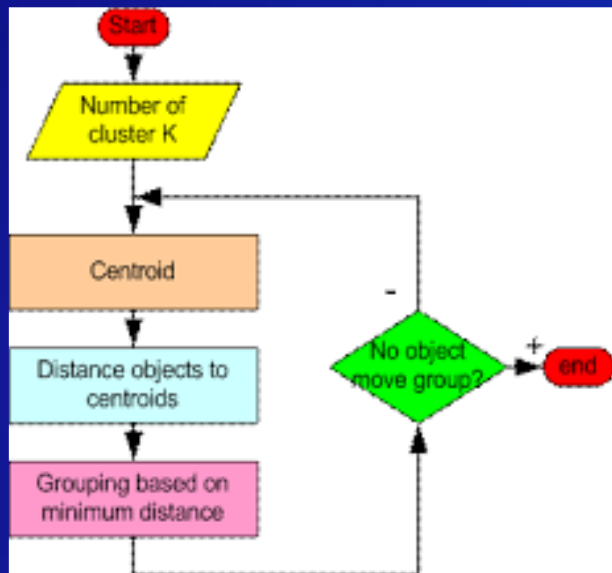 Start
Number of
cluster K
Centroid
Distance objects to
centroids
Grouping based on
minimum distance
-
No object
move group?
+
end